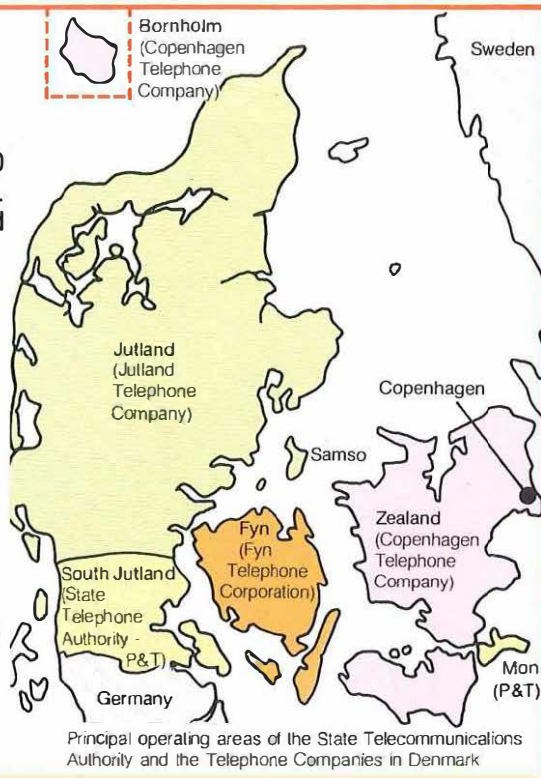 Bornholm
(Copenhagen
Telephone
Company)
Sweden
Jutland
(Jutland
Telephone
Company)
Copenhagen
Samso
Zealand
(Copenhagen
Telephone
Company)
Fyn
(Fyn
Telephone
Corporation)
South Jutland
(State
Telephone
Authority -
P&T)
Mon
(P&T)
Germany
Principal operating areas of the State Telecommunications
Authority and the Telephone Companies in Denmark